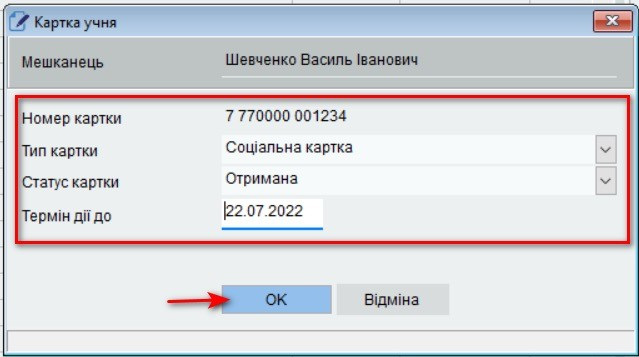 Картка учня
Мешканець Шевченко Василь Іванович
Номер картки 7 770000 001234
Тип картки Соціальна картка
Статус картки Отримана
Термін дії до 22.07.2022
OK Відміна